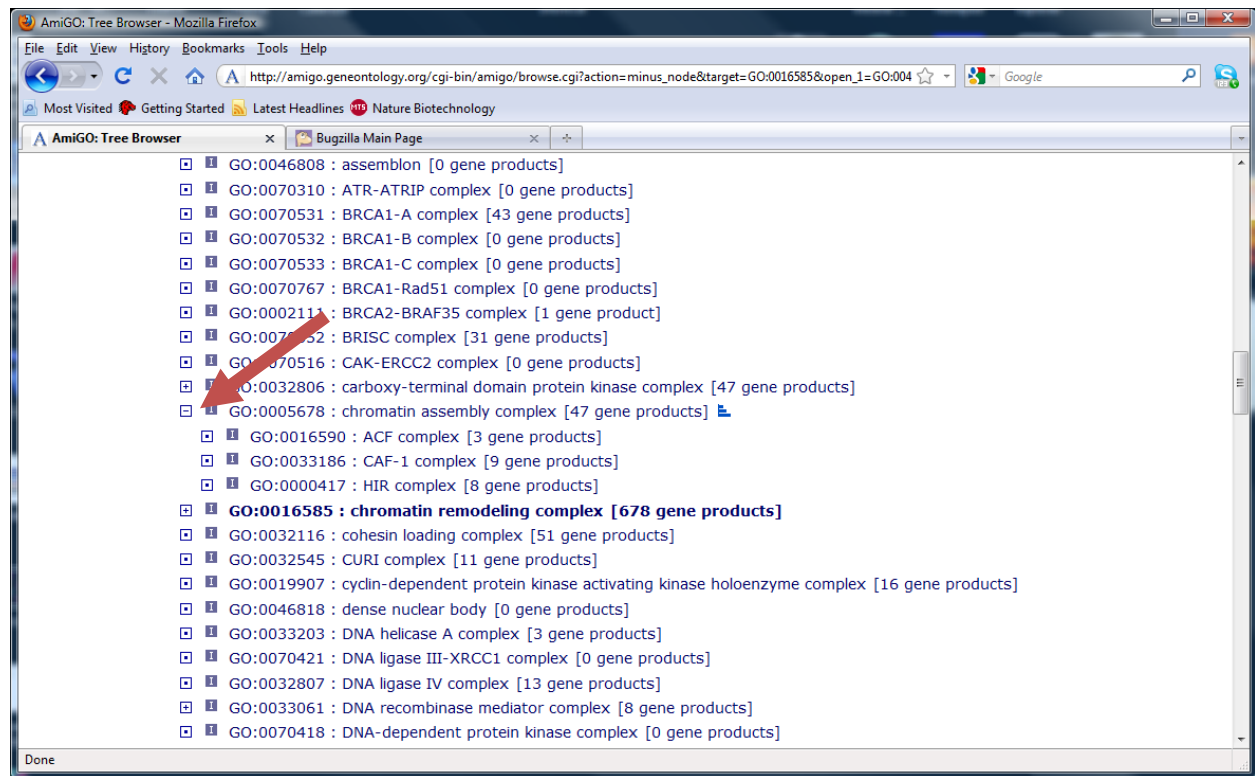 AmiGO: Tree Browser - Mozilla Firefox
File Edit View History Bookmarks Tools Help
http://amigo.geneontology.org/cgi-bin/amigo/browse.cgi?action=minus_node&target=GO:0016585&open_1=GO:004 Google
Most Visited Getting Started Latest Headlines Nature Biotechnology
AmiGO: Tree Browser Bugzilla Main Page
GO:0046808 : assemblon [0 gene products]
GO:0070310 : ATR-ATRIP complex [0 gene products]
GO:0070531 : BRCA1-A complex [43 gene products]
GO:0070532 : BRCA1-B complex [0 gene products]
GO:0070533 : BRCA1-C complex [0 gene products]
GO:0070767 : BRCA1-Rad51 complex [0 gene products]
GO:0002111 : BRCA2-BRAF35 complex [1 gene product]
: BRISC complex [31 gene products]
GO:0070516 : CAK-ERCC2 complex [0 gene products]
GO:0032806 : carboxy-terminal domain protein kinase complex [47 gene products]
GO:0005678 : chromatin assembly complex [47 gene products]
GO:0016590 : ACF complex [3 gene products]
GO:0033186 : CAF-1 complex [9 gene products]
GO:0000417 : HIR complex [8 gene products]
GO:0016585 : chromatin remodeling complex [678 gene products]
GO:0032116 : cohesin loading complex [51 gene products]
GO:0032545 : CURI complex [11 gene products]
GO:0019907 : cyclin-dependent protein kinase activating kinase holoenzyme complex [16 gene products]
GO:0046818 : dense nuclear body [0 gene products]
GO:0033203 : DNA helicase A complex [3 gene products]
GO:0070421 : DNA ligase III-XRCC1 complex [0 gene products]
GO:0032807 : DNA ligase IV complex [13 gene products]
GO:0033061 : DNA recombinase mediator complex [8 gene products]
GO:0070418 : DNA-dependent protein kinase complex [0 gene products]
Done